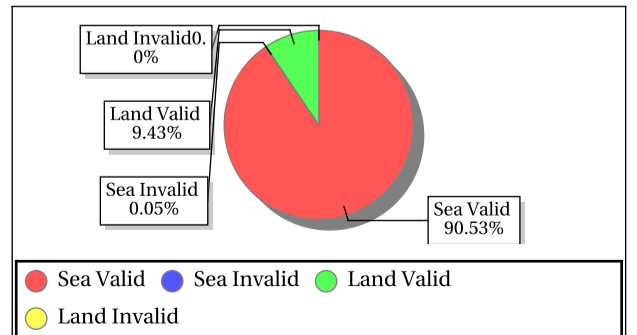 Land Invalid0.
0%
Land Valid
9.43%
Sea Invalid
0.05%
Sea Valid
90.53%
Sea Valid Sea Invalid Land Valid
Land Invalid